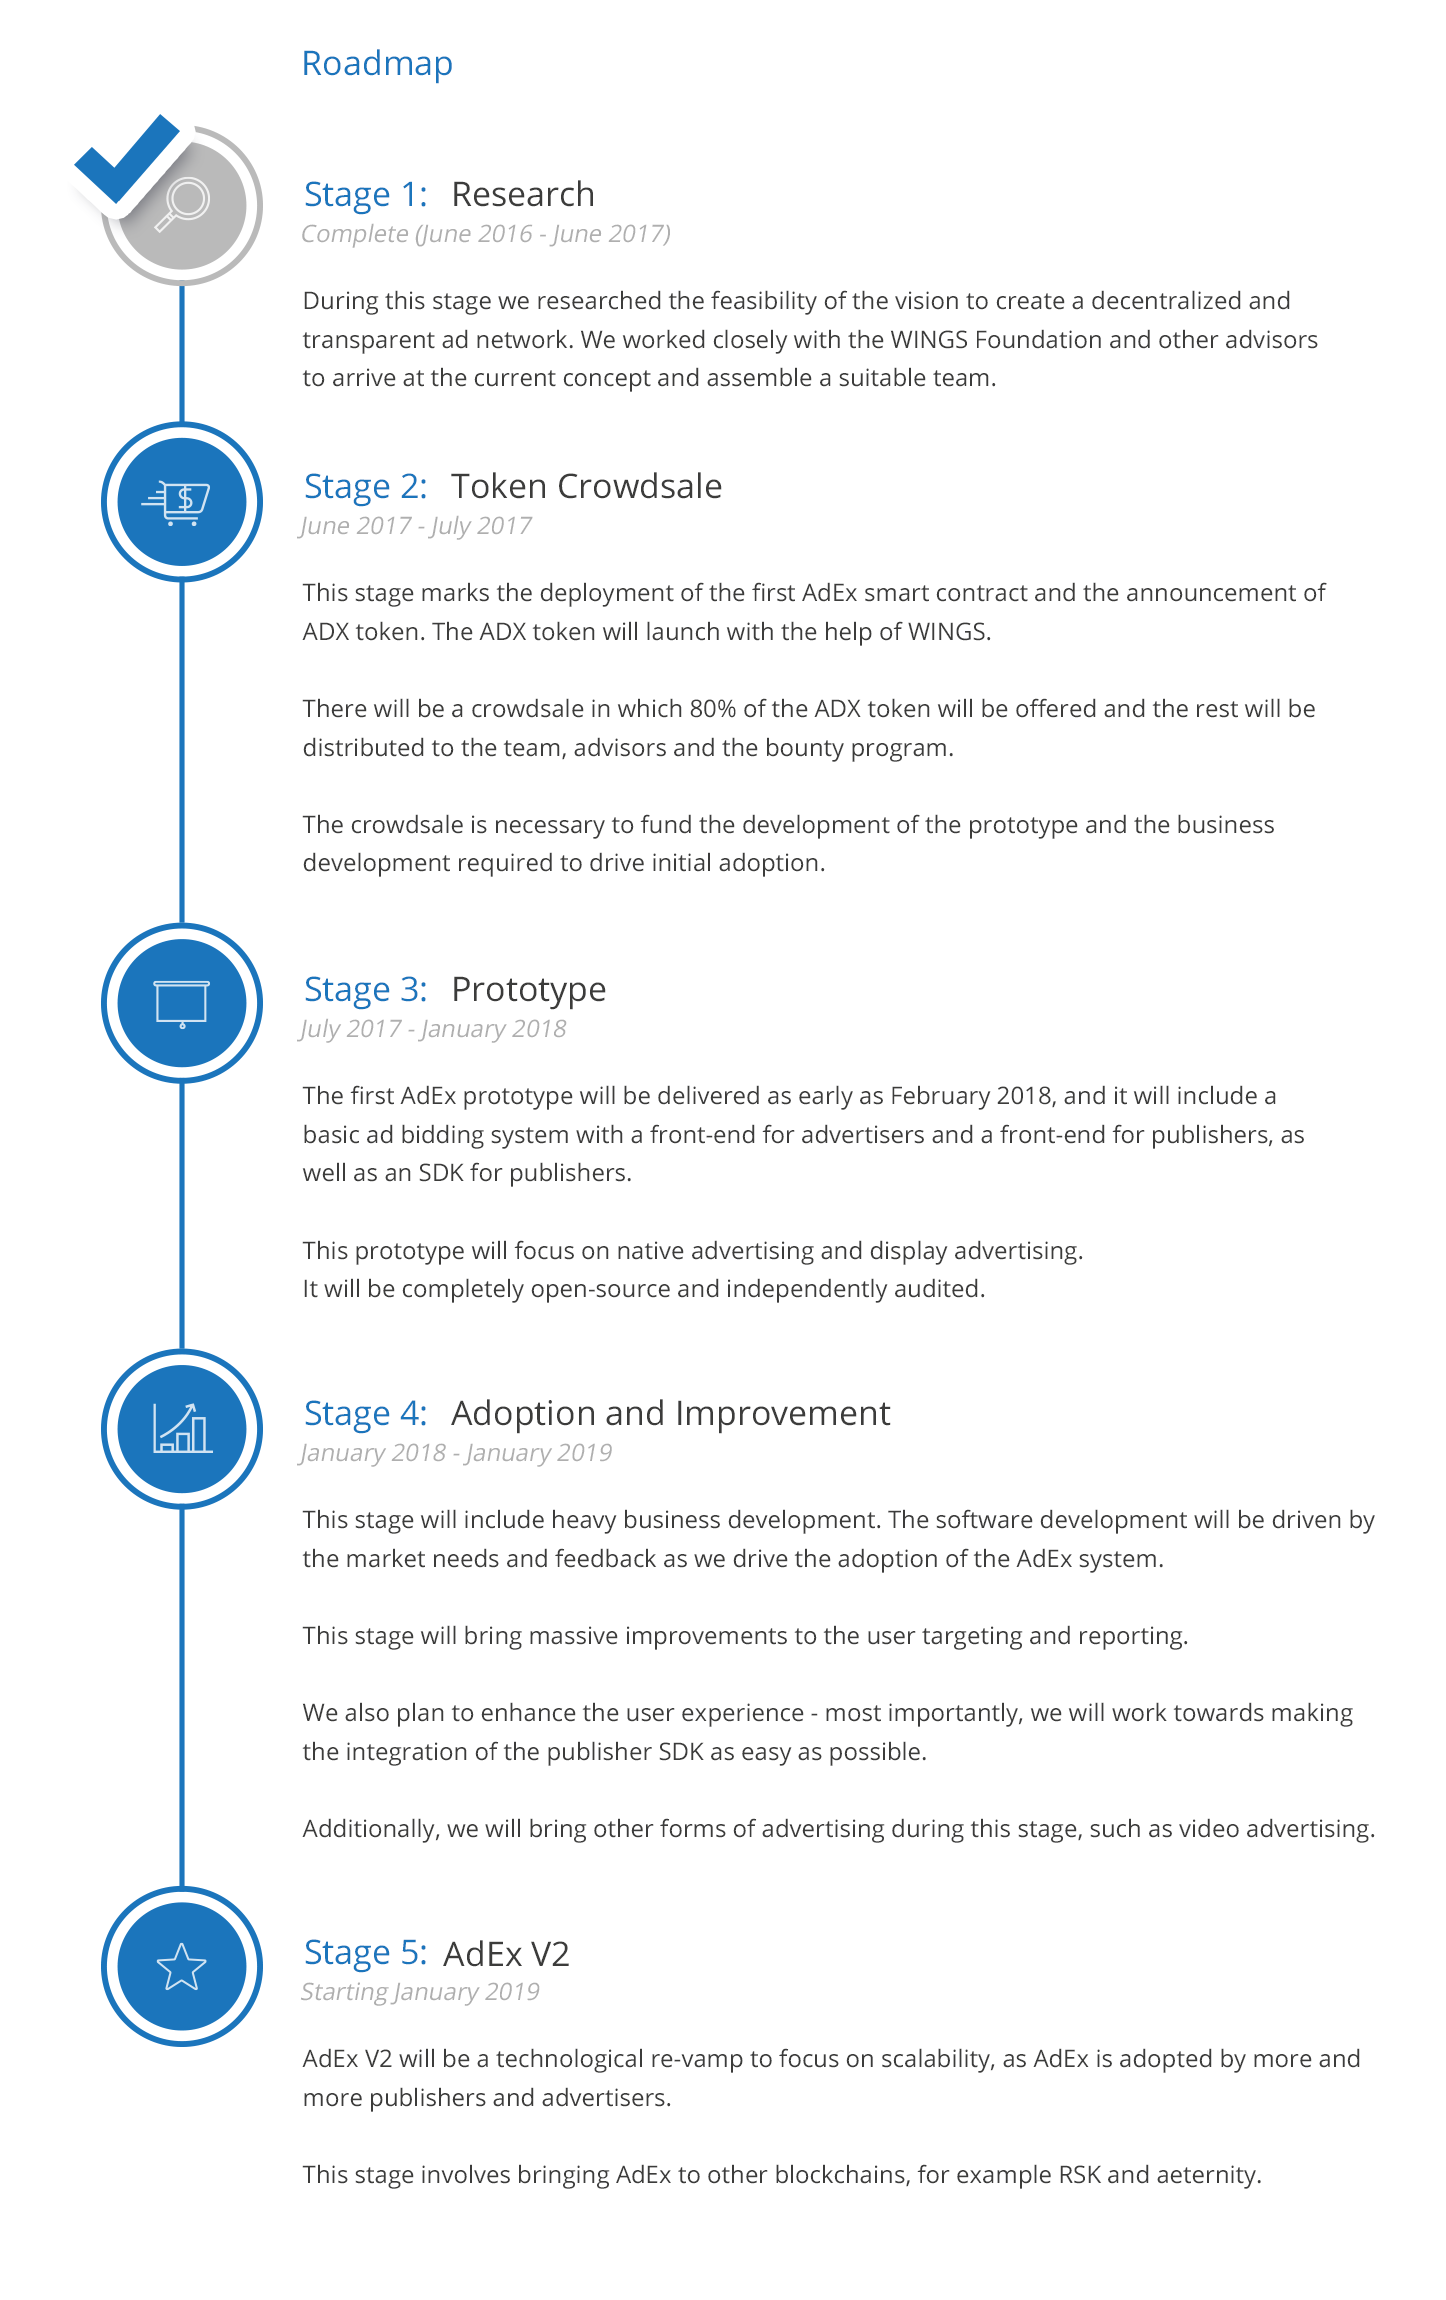 Roadmap
Stage 1: Research
Complete (June 2016 - June 2017)
During this stage we researched the feasibility of the vision to create a decentralized and
transparent ad network. We worked closely with the WINGS Foundation and other advisors
to arrive at the current concept and assemble a suitable team.
$
Stage 2: Token Crowdsale
June 2017 - July 2017
This stage marks the deployment of the first AdEx smart contract and the announcement of
ADX token. The ADX token will launch with the help of WINGS.
There will be a crowdsale in which 80% of the ADX token will be offered and the rest will be
distributed to the team, advisors and the bounty program.
The crowdsale is necessary to fund the development of the prototype and the business
development required to drive initial adoption.
Stage 3: Prototype
July 2017 - January 2018
The first AdEx prototype will be delivered as early as February 2018, and it will include a
basic ad bidding system with a front-end for advertisers and a front-end for publishers, as
well as an SDK for publishers.
This prototype will focus on native advertising and display advertising.
It will be completely open-source and independently audited.
Stage 4: Adoption and Improvement
January 2018 - January 2019
This stage will include heavy business development. The software development will be driven by
the market needs and feedback as we drive the adoption of the AdEx system.
This stage will bring massive improvements to the user targeting and reporting.
We also plan to enhance the user experience - most importantly, we will work towards making
the integration of the publisher SDK as easy as possible.
Additionally, we will bring other forms of advertising during this stage, such as video advertising.
Stage 5: AdEx V2
Starting January 2019
AdEx V2 will be a technological re-vamp to focus on scalability, as AdEx is adopted by more and
more publishers and advertisers.
This stage involves bringing AdEx to other blockchains, for example RSK and aeternity.